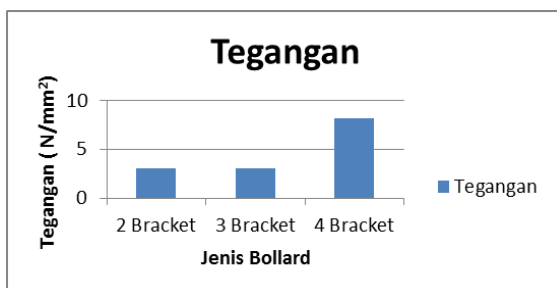 Tegangan
Tegangan ( N/mm²)
10
5
0
2 Bracket
3 Bracket
4 Bracket
Jenis Bollard
Tegangan